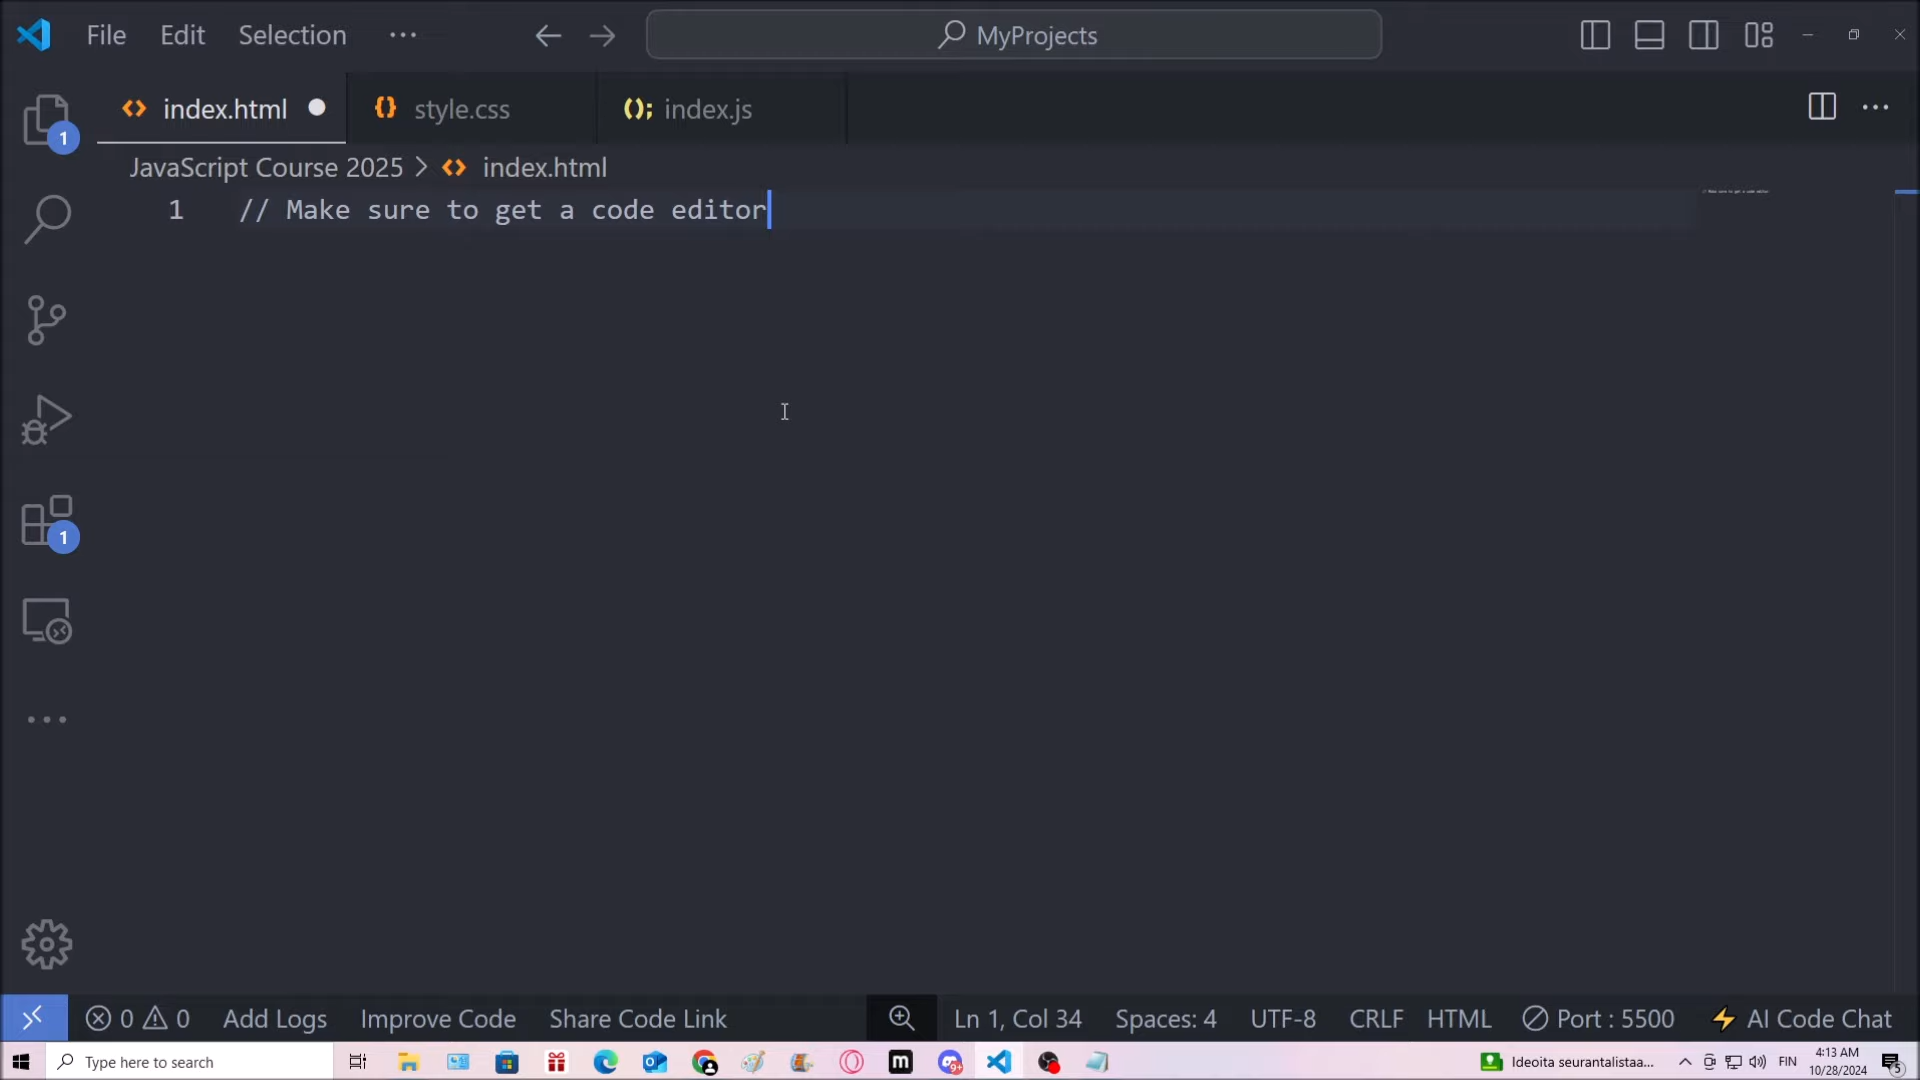 File Edit Selection ··· MyProjects
index.html style.css index.js
JavaScript Course 2025 > index.html
1 // Make sure to get a code editor
1
1
0 0 Add Logs Improve Code Share Code Link Ln 1, Col 34 Spaces: 4 UTF-8 CRLF HTML Port : 5500 AI Code Chat
Type here to search Ideoita seurantalistaa... FIN 4:13 AM
10/28/2024 5